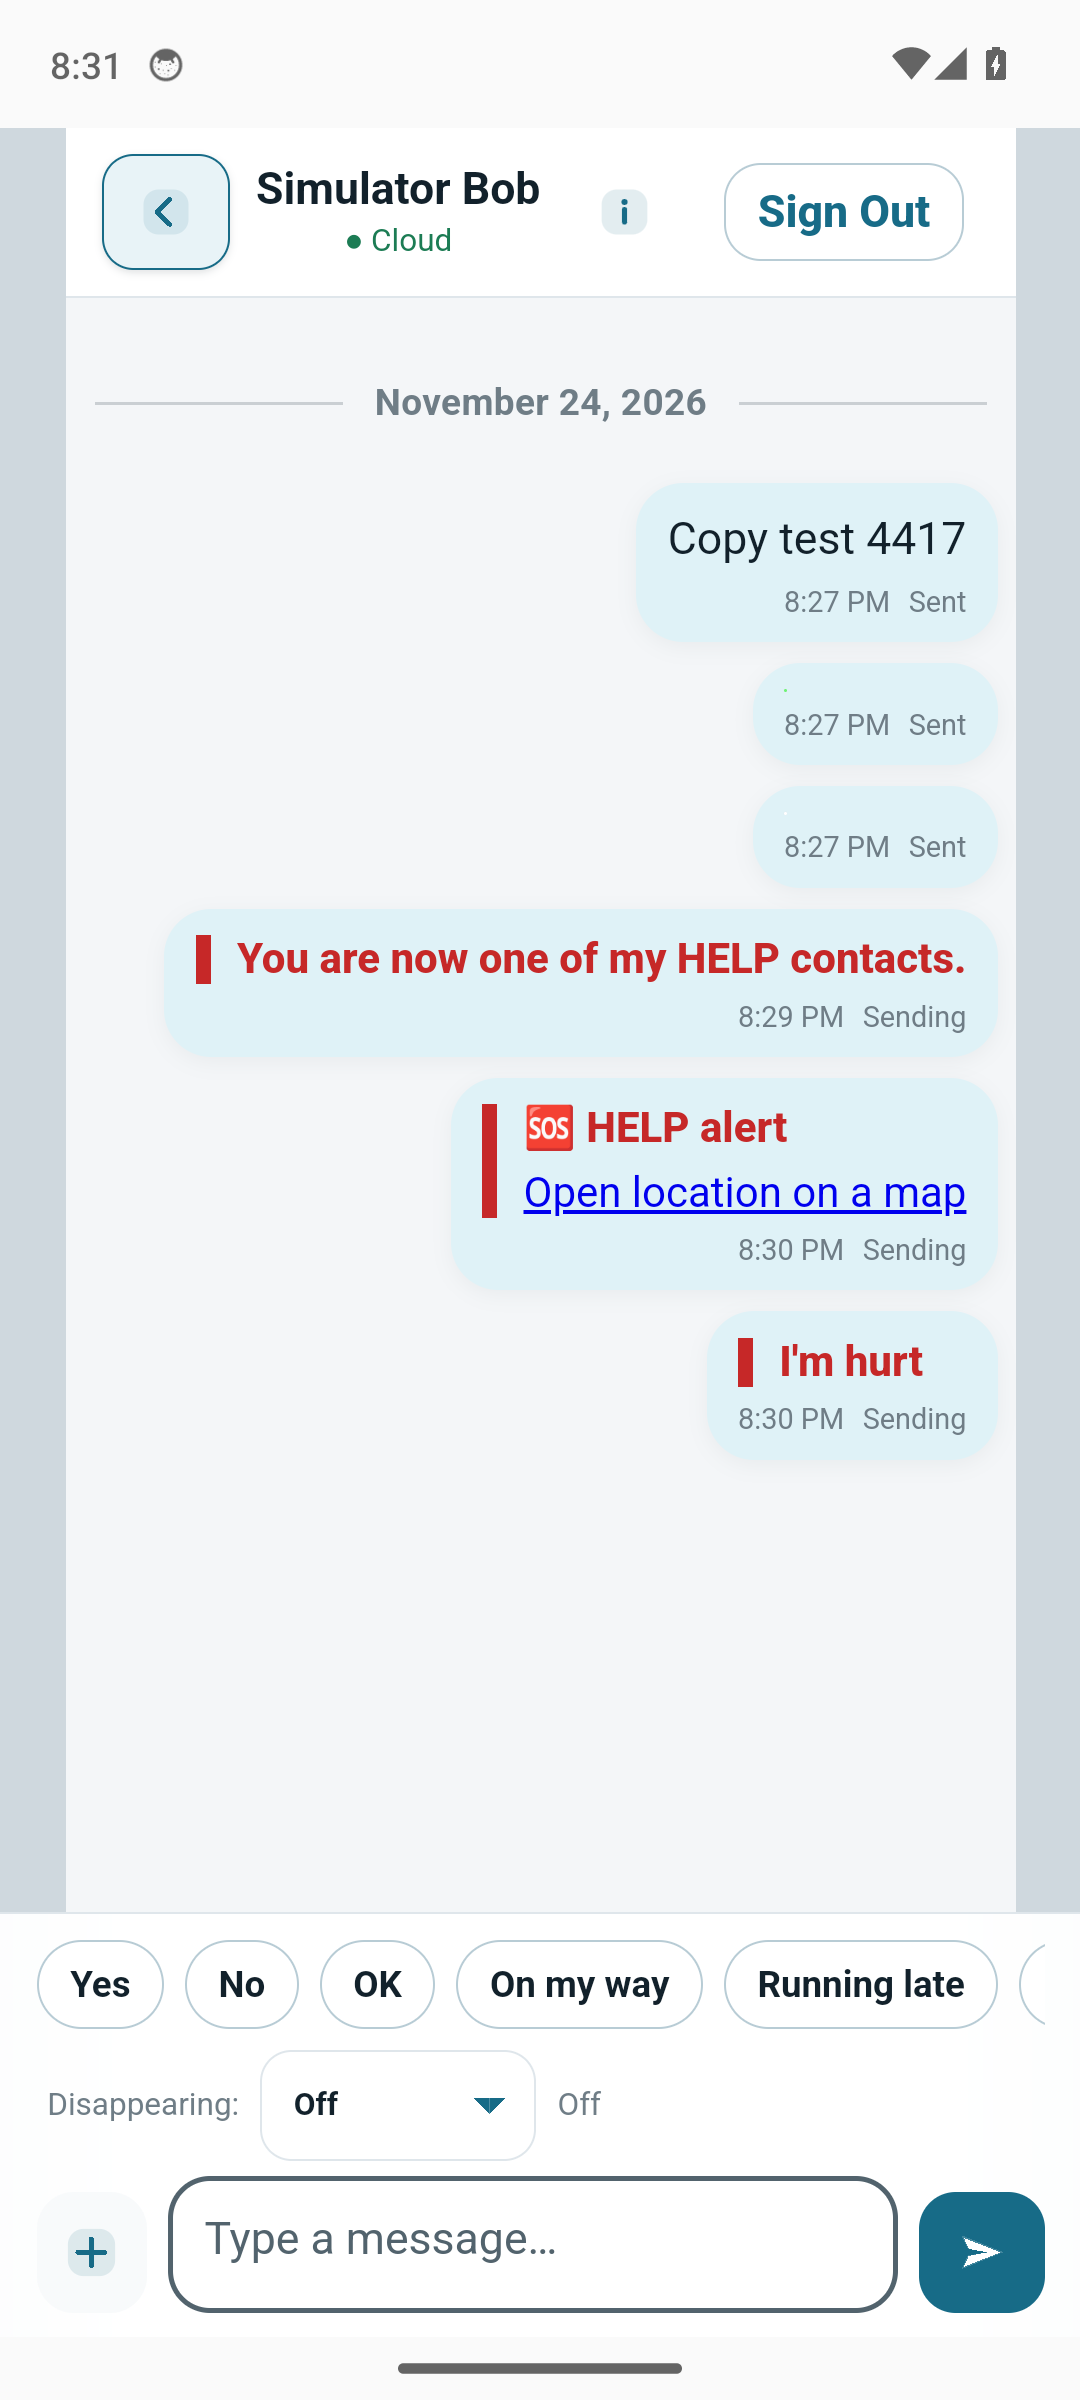 8:31
Simulator Bob
Cloud
Sign Out
November 24, 2026
Copy test 4417
8:27 PM Sent
8:27 PM Sent
8:27 PM Sent
You are now one of my HELP contacts.
8:29 PM Sending
🆘 HELP alert
Open location on a map
8:30 PM Sending
I'm hurt
8:30 PM Sending
Yes No OK On my way Running late
Disappearing: Off Off
Type a message…